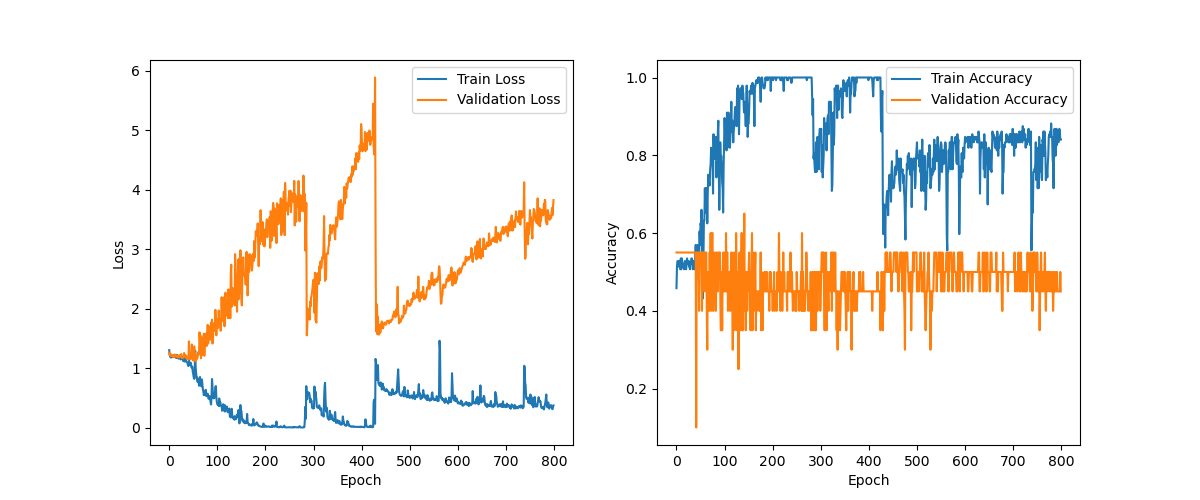 6
5
4
3
2
1
0
Loss
0 100 200 300 400 500 600 700 800
Epoch
Train Loss
Validation Loss
1.0
0.8
0.6
0.4
0.2
Accuracy
0 100 200 300 400 500 600 700 800
Epoch
Train Accuracy
Validation Accuracy